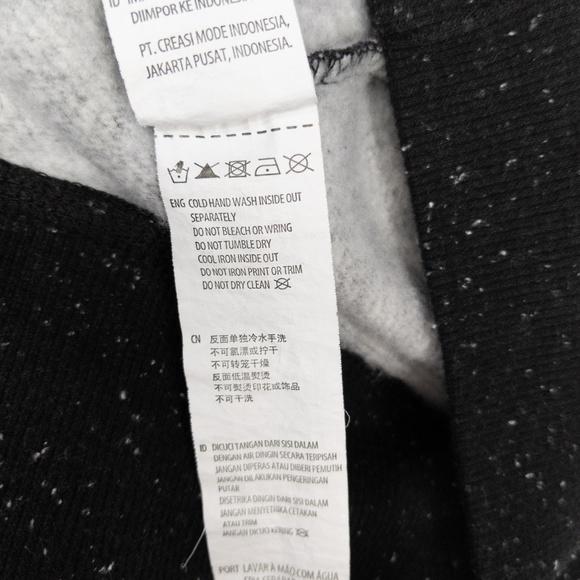 DIIMPOR KE INDONESIA
PT. CREASI MODE INDONESIA,
JAKARTA PUSAT, INDONESIA.
ENG COLD HAND WASH INSIDE OUT
SEPARATELY
DO NOT BLEACH OR WRING
DO NOT TUMBLE DRY
COOL IRON INSIDE OUT
DO NOT IRON PRINT OR TRIM
DO NOT DRY CLEAN
CN 反面单独冷水手洗
不可氯漂或拧干
不可转笼干燥
反面低温熨烫
不可熨烫印花或饰品
不可干洗
ID DICUCI TANGAN DARI SISI DALAM
DENGAN AIR DINGIN SECARA TERPISAH
JANGAN DIPERAS ATAU DIBERI PEMUTIH
JANGAN DILAKUKAN PENGERINGAN
PUTAR
DISETRIKA DINGIN DARI SISI DALAM
JANGAN MENYETHIKA CETAKAN
ATAU TRIM
JANGAN DICUCI KERING
PORT LAVAR À MÃO COM ÁGUA